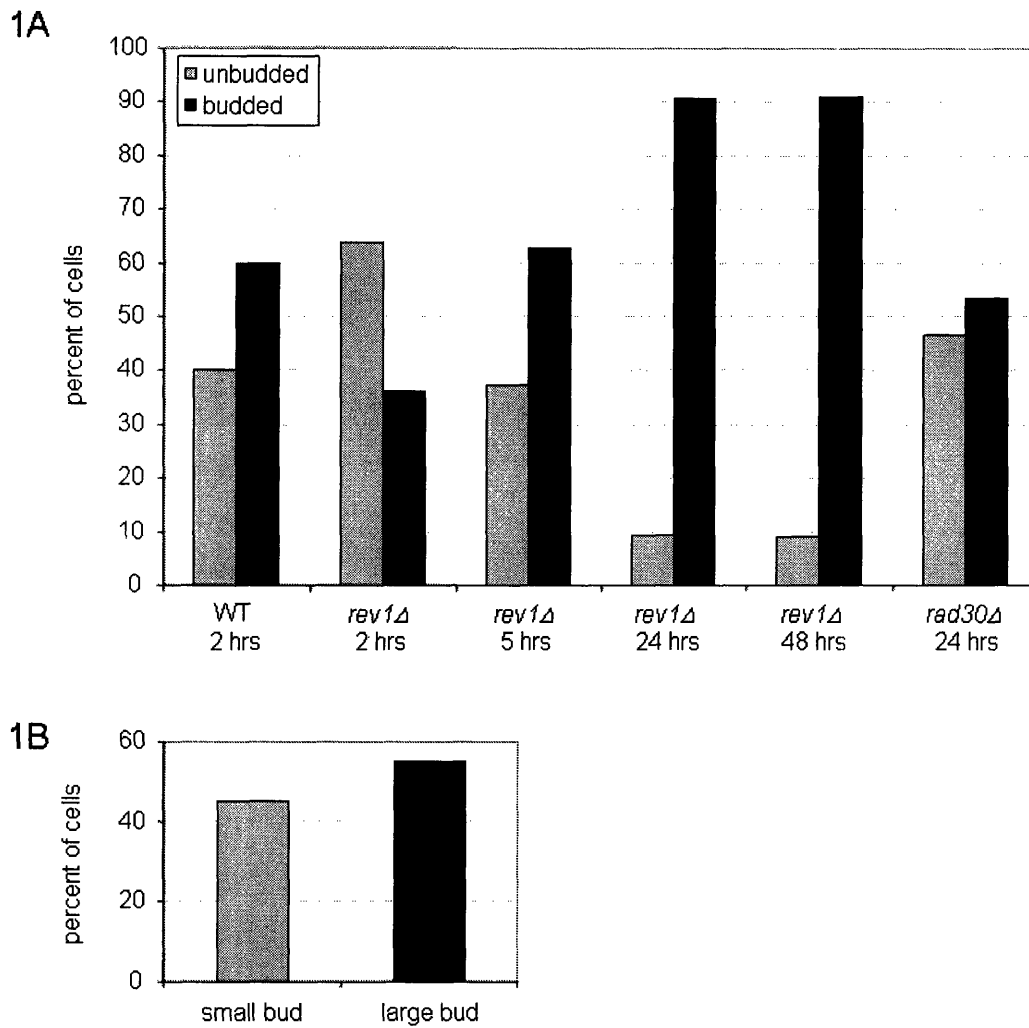 1A
100
90
80
70
60
50
40
30
20
10
0
percent of cells
unbudded
budded
WT
2 hrs
rev1Δ
2 hrs
rev1Δ
5 hrs
rev1Δ
24 hrs
rev1Δ
48 hrs
rad30Δ
24 hrs
1B
60
40
20
0
percent of cells
small bud
large bud